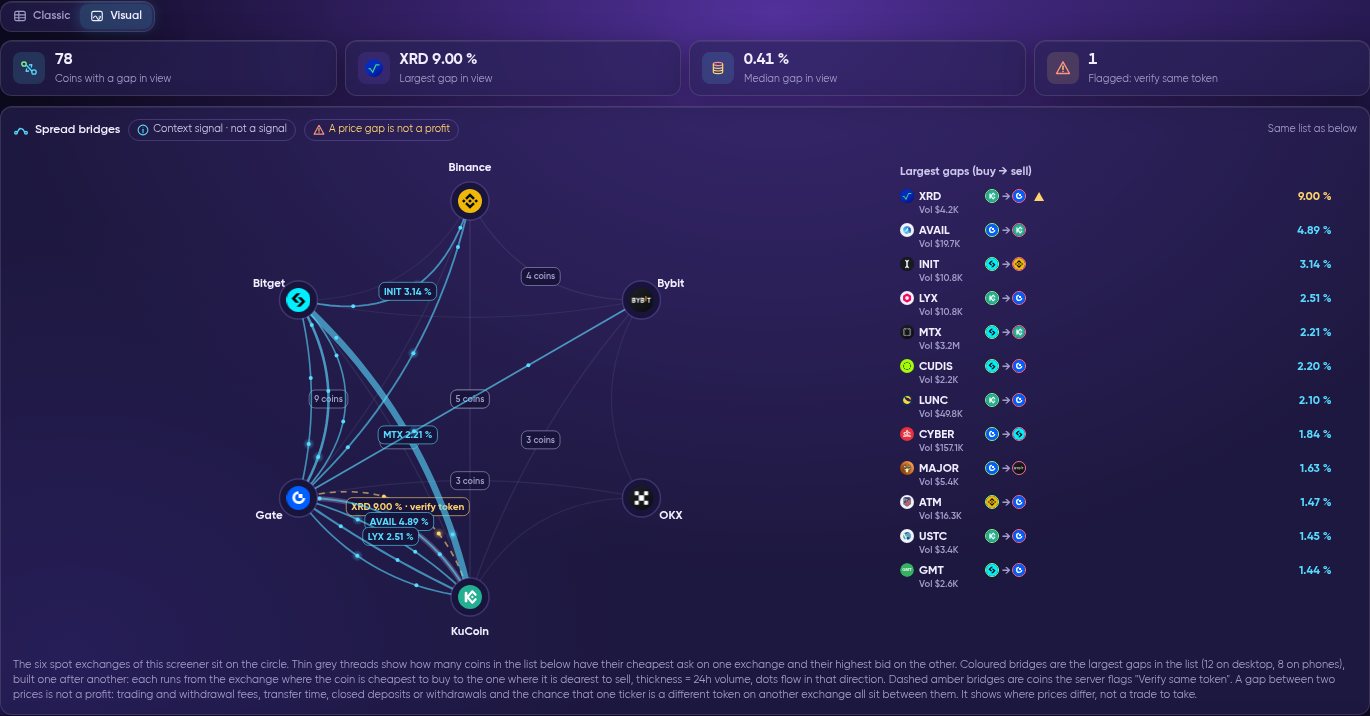 Classic
Visual
78
Coins with a gap in view
XRD 9.00 %
Largest gap in view
0.41 %
Median gap in view
1
Flagged: verify same token
Spread bridges
Context signal · not a signal
A price gap is not a profit
Same list as below
Binance
Bitget
Bybit
BYBIT
Gate
OKX
KuCoin
INIT 3.14 %
4 coins
9 coins
5 coins
MTX 2.21 %
3 coins
3 coins
XRD 9.00 % · verify token
AVAIL 4.89 %
LYX 2.51 %
Largest gaps (buy → sell)
XRD → 9.00 %
Vol $4.2K
AVAIL → 4.89 %
Vol $19.7K
INIT → 3.14 %
Vol $10.8K
LYX → 2.51 %
Vol $10.8K
MTX → 2.21 %
Vol $3.2M
CUDIS → 2.20 %
Vol $2.2K
LUNC → 2.10 %
Vol $49.8K
CYBER → 1.84 %
Vol $157.1K
MAJOR → 1.63 %
Vol $5.4K
ATM → 1.47 %
Vol $16.3K
USTC → 1.45 %
Vol $3.4K
GMT → 1.44 %
Vol $2.6K
The six spot exchanges of this screener sit on the circle. Thin grey threads show how many coins in the list below have their cheapest ask on one exchange and their highest bid on the other. Coloured bridges are the largest gaps in the list (12 on desktop, 8 on phones),
built one after another: each runs from the exchange where the coin is cheapest to buy to the one where it is dearest to sell, thickness = 24h volume, dots flow in that direction. Dashed amber bridges are coins the server flags "Verify same token". A gap between two
prices is not a profit: trading and withdrawal fees, transfer time, closed deposits or withdrawals and the chance that one ticker is a different token on another exchange all sit between them. It shows where prices differ, not a trade to take.